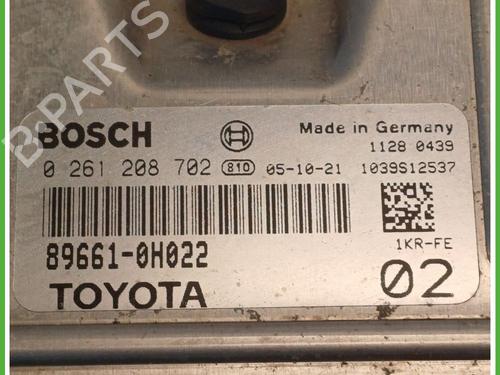 B-PARTS
BOSCH
Made in Germany
1128 0439
0 261 208 702 810 05-10-21 1039S12537
89661-0H022
1KR-FE
TOYOTA
02